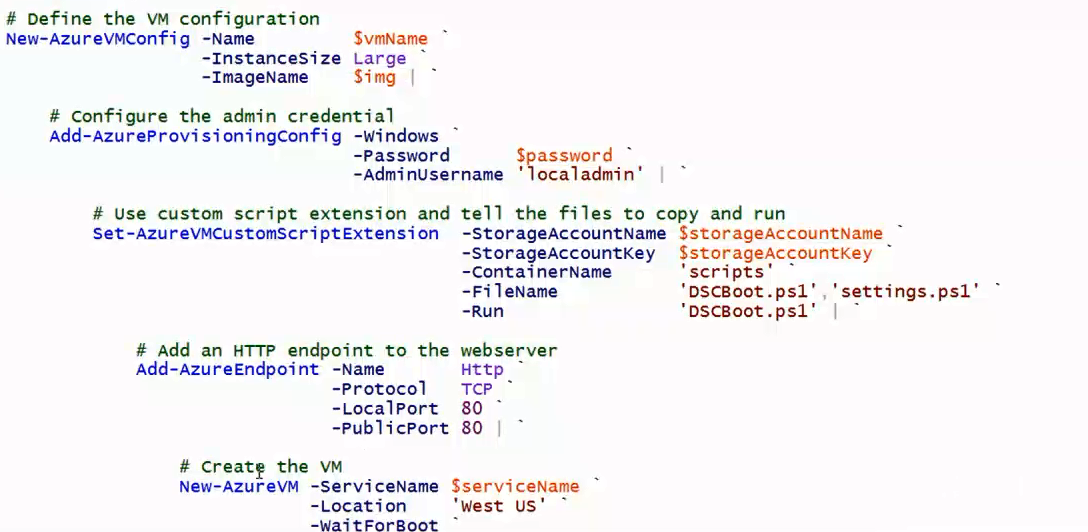 # Define the VM configuration
New-AzureVMConfig -Name $vmName `
-InstanceSize Large `
-ImageName $img | `
# Configure the admin credential
Add-AzureProvisioningConfig -Windows `
-Password $password `
-AdminUsername 'localadmin' | `
# Use custom script extension and tell the files to copy and run
Set-AzureVMCustomScriptExtension -StorageAccountName $storageAccountName `
-StorageAccountKey $storageAccountKey `
-ContainerName 'scripts' `
-FileName 'DSCBoot.ps1','settings.ps1' `
-Run 'DSCBoot.ps1' | `
# Add an HTTP endpoint to the webserver
Add-AzureEndpoint -Name Http `
-Protocol TCP `
-LocalPort 80 `
-PublicPort 80 | `
# Create the VM
New-AzureVM -ServiceName $serviceName `
-Location 'West US' `
-WaitForBoot `